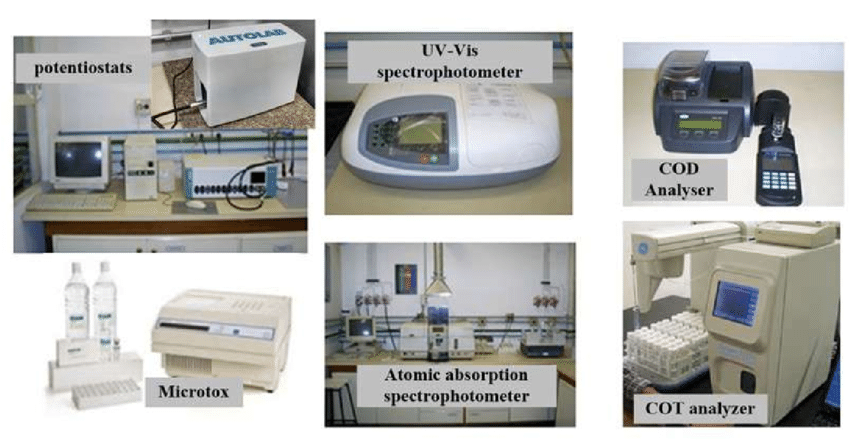 AUTOLAB
potentiostats
UV-Vis
spectrophotometer
COD
Analyser
Microtox
Atomic absorption
spectrophotometer
COT analyzer